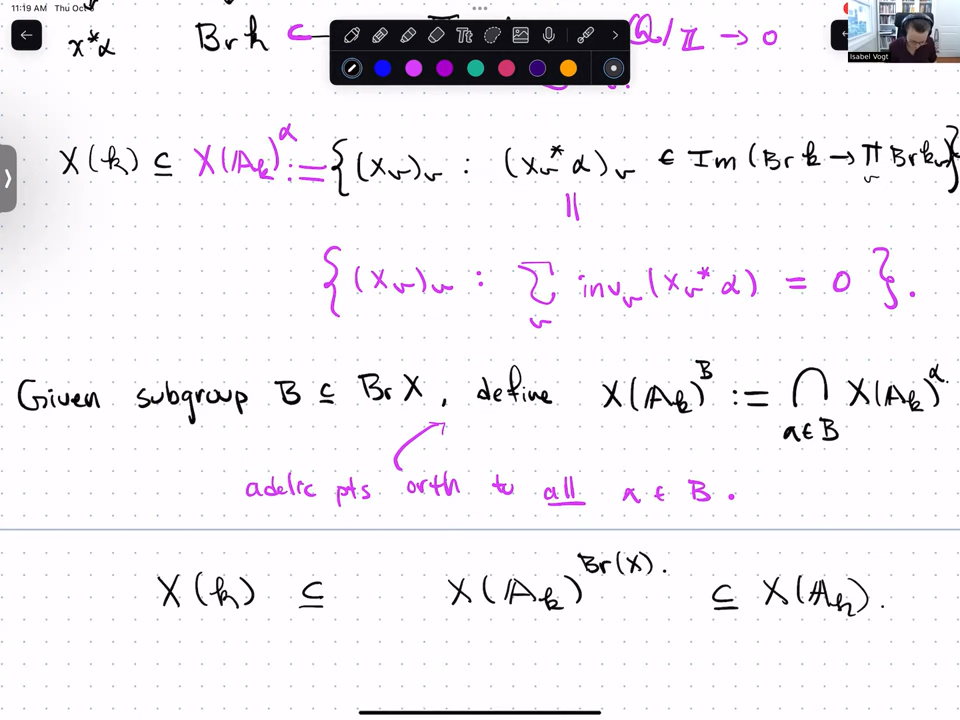 11:19 AM Thu Oct
x*α Br k ⊂ ℚ/ℤ → 0
Tt
Isabel Vogt
X(k) ⊆ X(𝔸_k)^α := {(x_v)_v : (x_v*α)_v ∈ Im(Br k → ∏_v Br k_v)}
||
{(x_v)_v : ∑_v inv_v(x_v*α) = 0}.
Given subgroup B ⊆ Br X, define X(𝔸_k)^B := ⋂_{α∈B} X(𝔸_k)^α.
adelic pts orth to all α ∈ B.
X(k) ⊆ X(𝔸_k)^{Br(X)}. ⊆ X(𝔸_k).